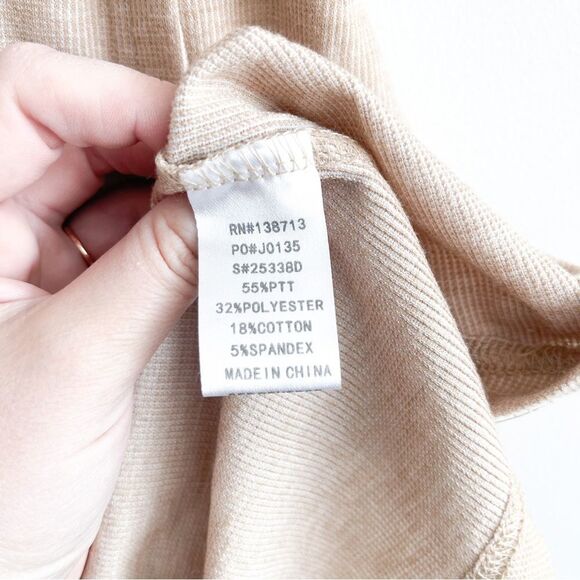 RN#138713
PO#J0135
S#25338D
55%PTT
32%POLYESTER
18%COTTON
5%SPANDEX
MADE IN CHINA